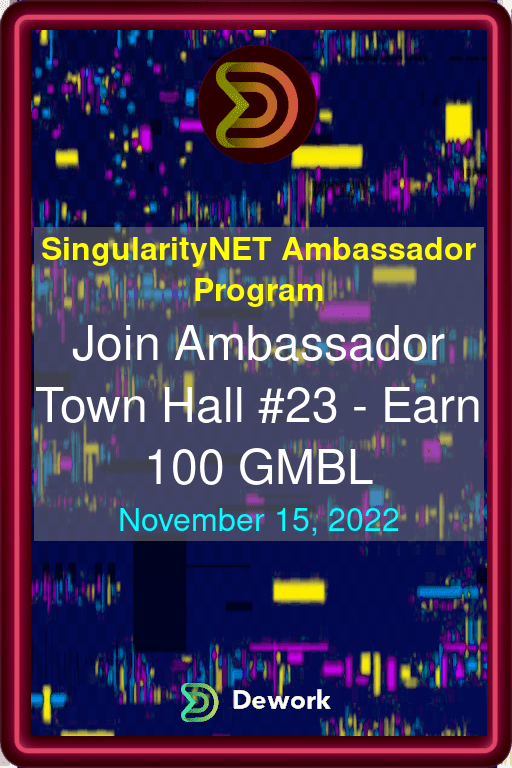 SingularityNET Ambassador
Program
Join Ambassador
Town Hall #23 - Earn
100 GMBL
November 15, 2022
Dework